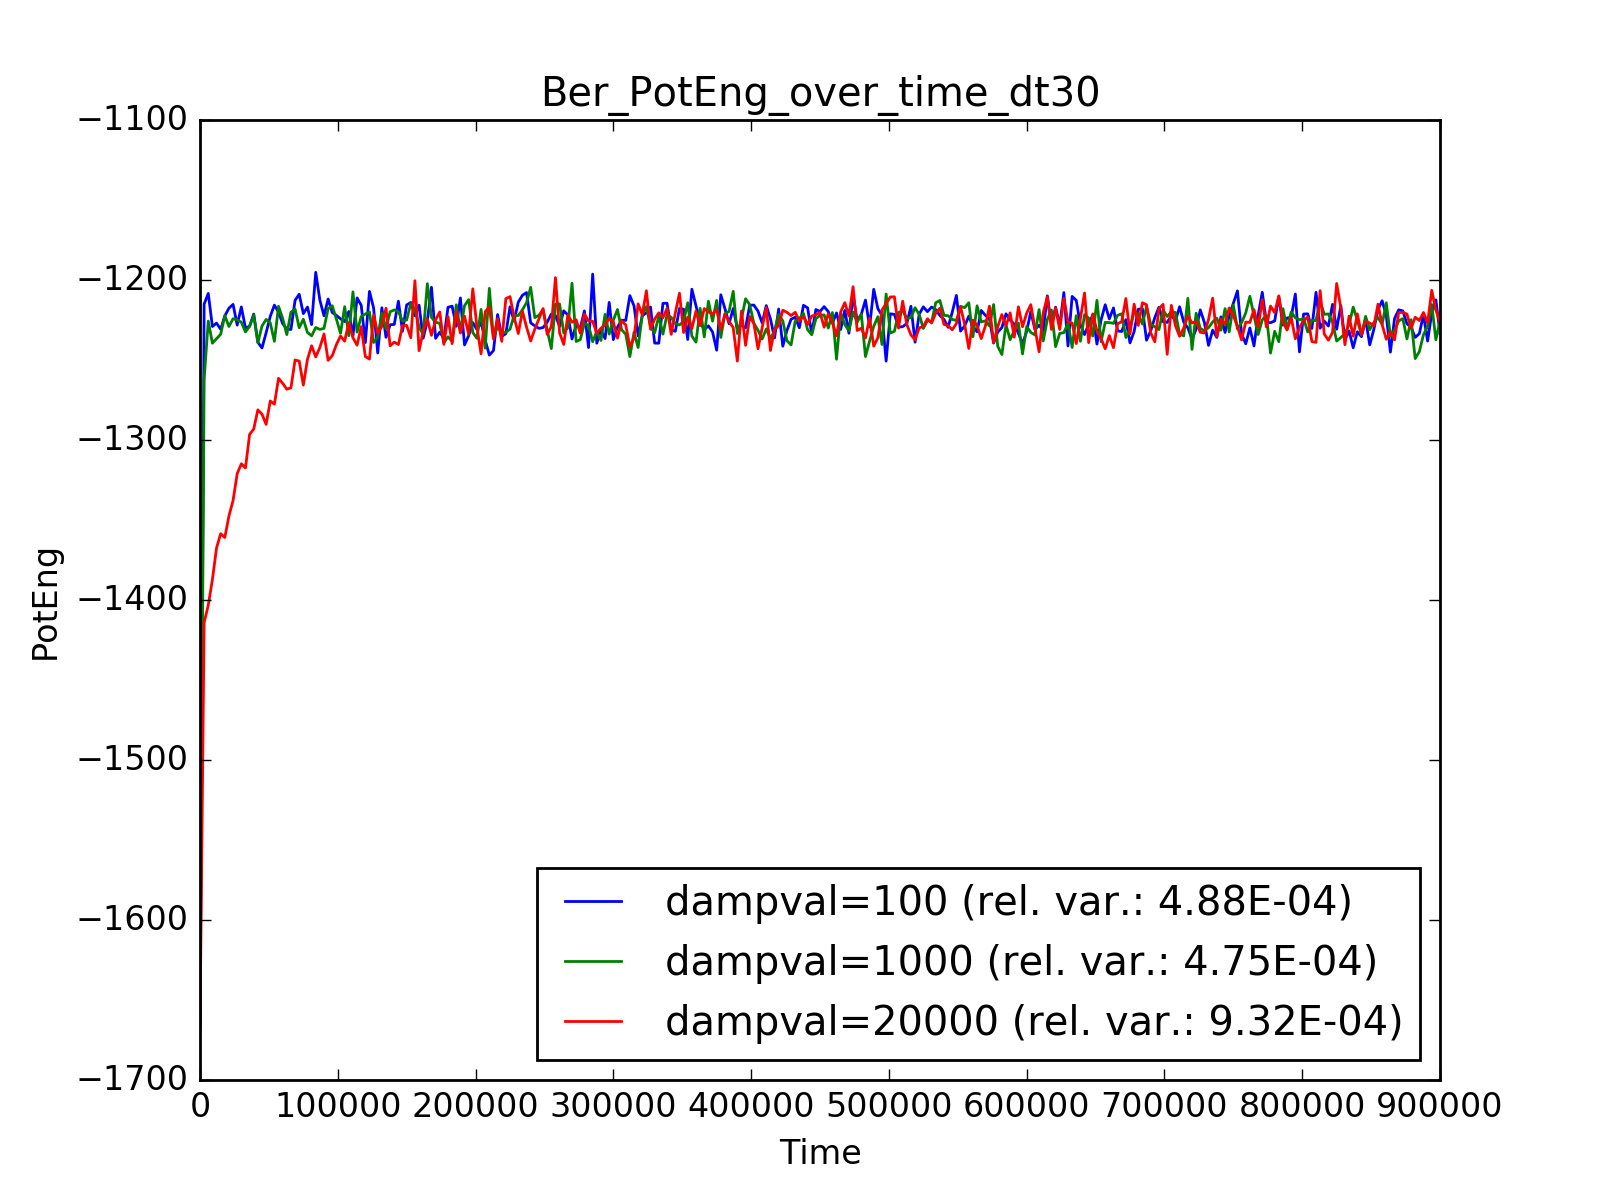 Ber_PotEng_over_time_dt30
−1100
−1200
−1300
−1400
−1500
−1600
−1700
PotEng
dampval=100 (rel. var.: 4.88E-04)
dampval=1000 (rel. var.: 4.75E-04)
dampval=20000 (rel. var.: 9.32E-04)
0 100000 200000 300000 400000 500000 600000 700000 800000 900000
Time